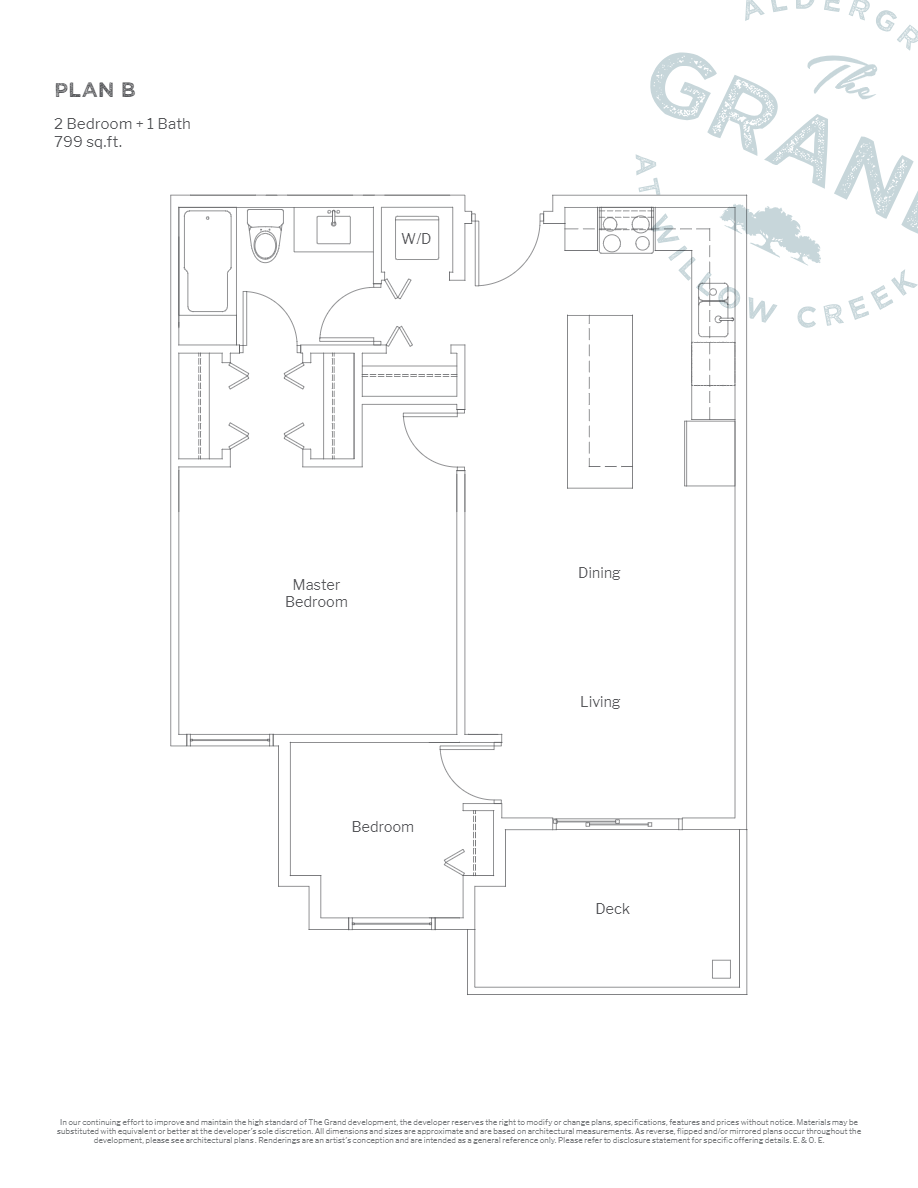 ALDERGR
The
GRAND
AT WILLOW CREEK
PLAN B
2 Bedroom + 1 Bath
799 sq.ft.
W/D
Dining
Master
Bedroom
Living
Bedroom
Deck
In our continuing effort to improve and maintain the high standard of The Grand development, the developer reserves the right to modify or change plans, specifications, features and prices without notice. Materials may be
substituted with equivalent or better at the developer's sole discretion. All dimensions and sizes are approximate and are based on architectural measurements. As reverse, flipped and/or mirrored plans occur throughout the
development, please see architectural plans. Renderings are an artist's conception and are intended as a general reference only. Please refer to disclosure statement for specific offering details. E. & O. E.